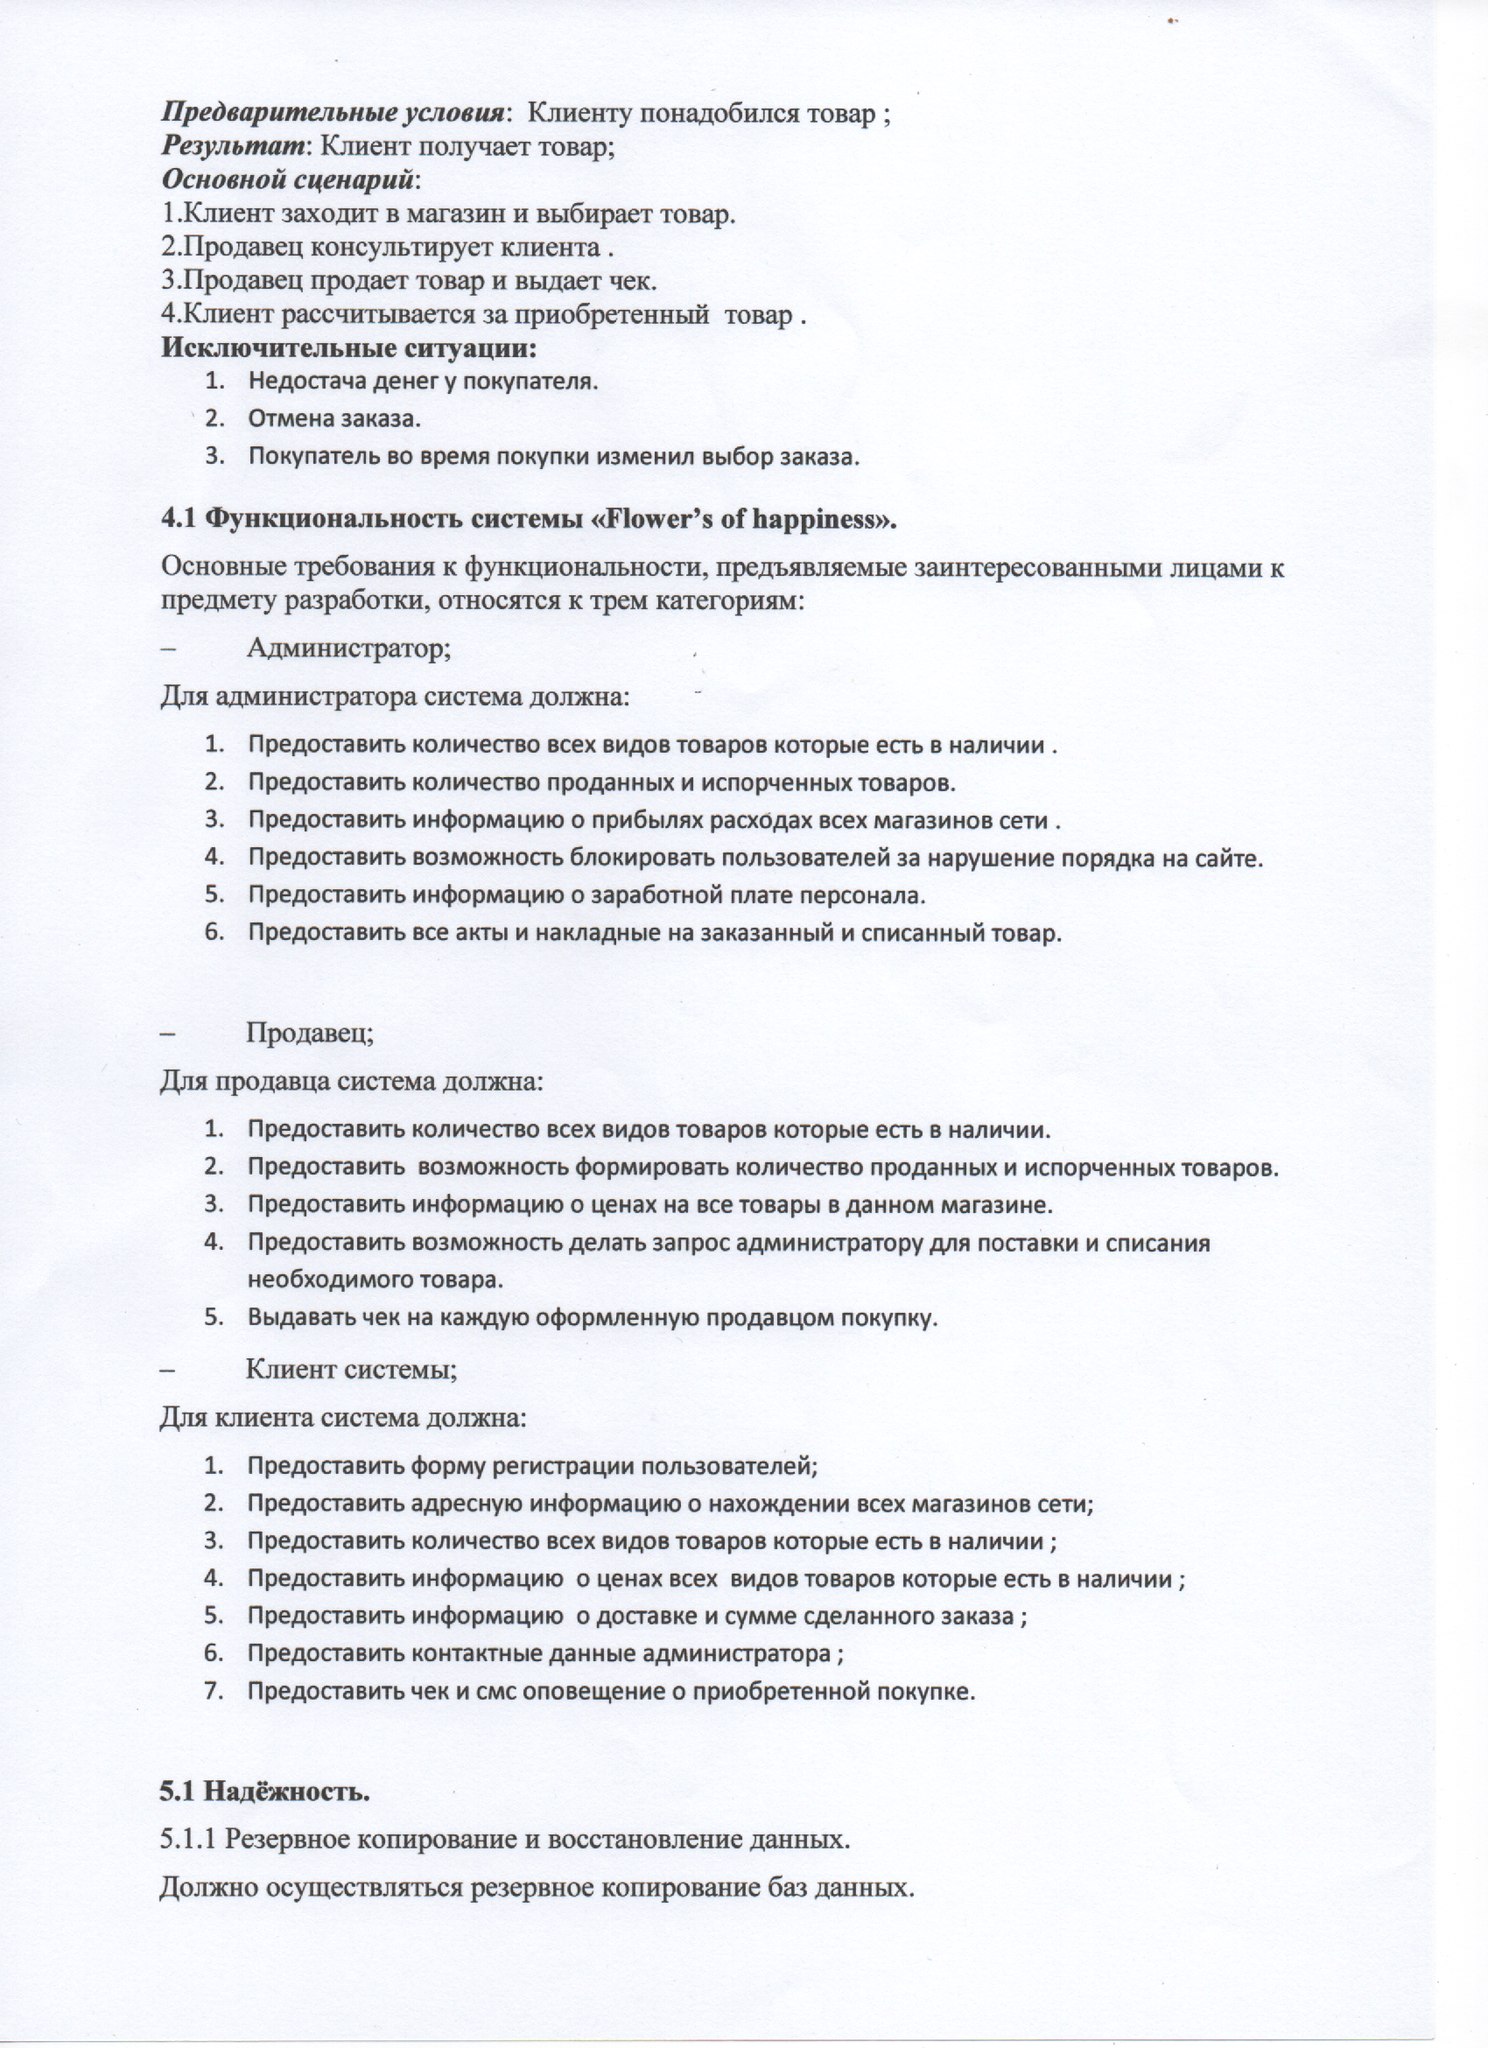 Предварительные условия:  Клиенту понадобился товар ;
Результат: Клиент получает товар;
Основной сценарий:
1.Клиент заходит в магазин и выбирает товар.
2.Продавец консультирует клиента .
3.Продавец продает товар и выдает чек.
4.Клиент рассчитывается за приобретенный  товар .
Исключительные ситуации:
1. Недостача денег у покупателя.
2. Отмена заказа.
3. Покупатель во время покупки изменил выбор заказа.
4.1 Функциональность системы «Flower’s of happiness».
Основные требования к функциональности, предъявляемые заинтересованными лицами к
предмету разработки, относятся к трем категориям:
– Администратор;
Для администратора система должна:
1. Предоставить количество всех видов товаров которые есть в наличии .
2. Предоставить количество проданных и испорченных товаров.
3. Предоставить информацию о прибылях расходах всех магазинов сети .
4. Предоставить возможность блокировать пользователей за нарушение порядка на сайте.
5. Предоставить информацию о заработной плате персонала.
6. Предоставить все акты и накладные на заказанный и списанный товар.
– Продавец;
Для продавца система должна:
1. Предоставить количество всех видов товаров которые есть в наличии.
2. Предоставить  возможность формировать количество проданных и испорченных товаров.
3. Предоставить информацию о ценах на все товары в данном магазине.
4. Предоставить возможность делать запрос администратору для поставки и списания
необходимого товара.
5. Выдавать чек на каждую оформленную продавцом покупку.
– Клиент системы;
Для клиента система должна:
1. Предоставить форму регистрации пользователей;
2. Предоставить адресную информацию о нахождении всех магазинов сети;
3. Предоставить количество всех видов товаров которые есть в наличии ;
4. Предоставить информацию  о ценах всех  видов товаров которые есть в наличии ;
5. Предоставить информацию  о доставке и сумме сделанного заказа ;
6. Предоставить контактные данные администратора ;
7. Предоставить чек и смс оповещение о приобретенной покупке.
5.1 Надёжность.
5.1.1 Резервное копирование и восстановление данных.
Должно осуществляться резервное копирование баз данных.